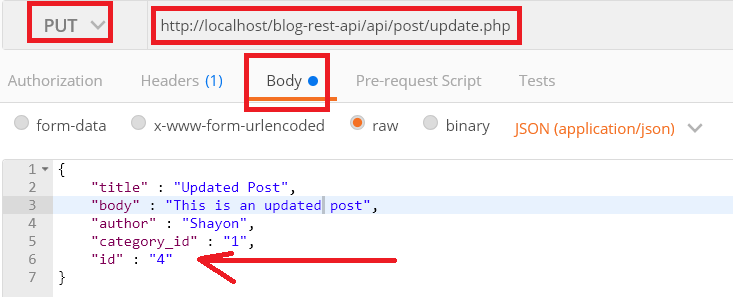 PUT http://localhost/blog-rest-api/api/post/update.php
Authorization Headers (1) Body Pre-request Script Tests
form-data x-www-form-urlencoded raw binary JSON (application/json)
1 {
2 "title" : "Updated Post",
3 "body" : "This is an updated post",
4 "author" : "Shayon",
5 "category_id" : "1",
6 "id" : "4"
7 }